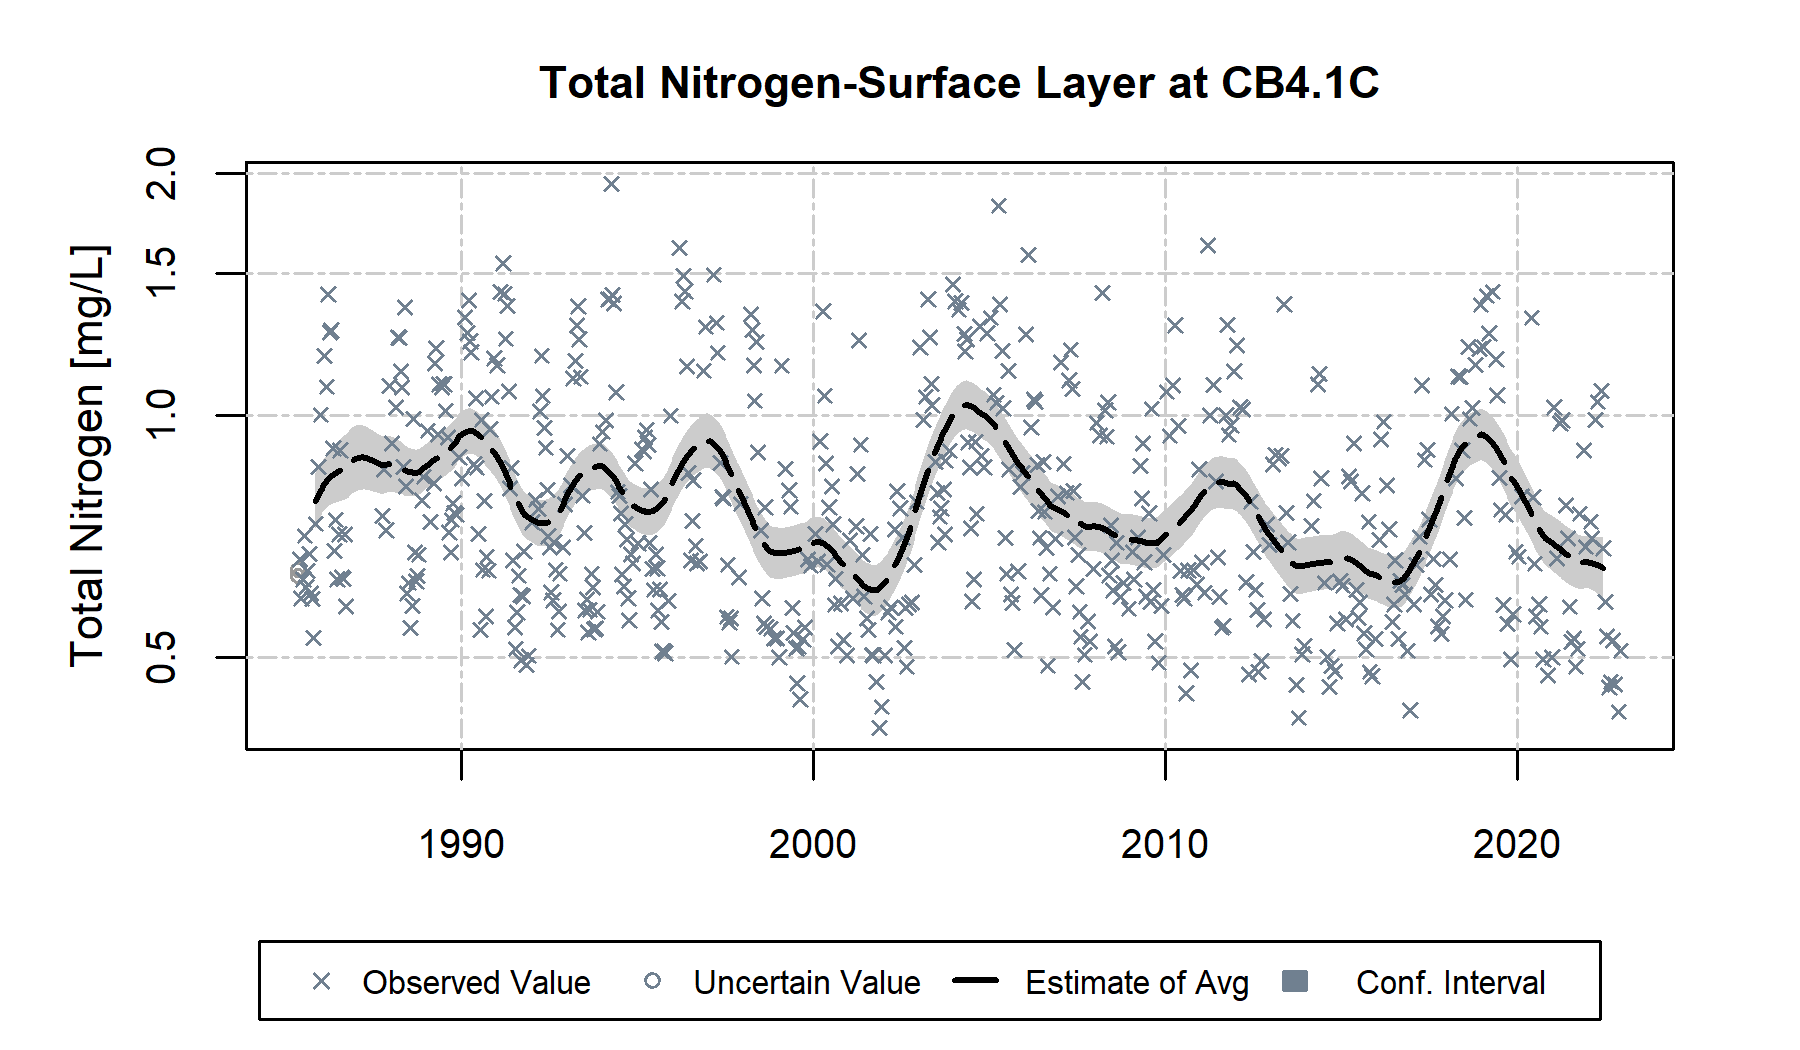 Total Nitrogen-Surface Layer at CB4.1C
Total Nitrogen [mg/L]
2.0
1.5
1.0
0.5
1990 2000 2010 2020
Observed Value Uncertain Value Estimate of Avg Conf. Interval